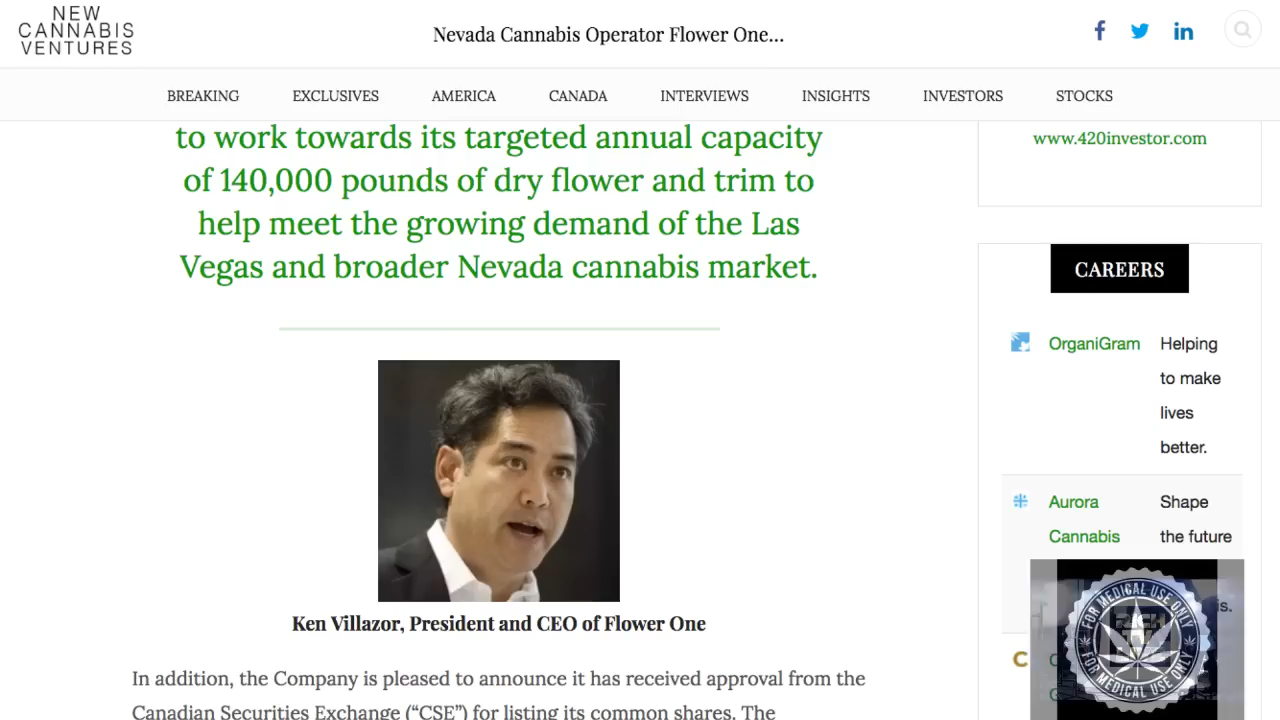 NEW
CANNABIS
VENTURES
Nevada Cannabis Operator Flower One...
BREAKING
EXCLUSIVES
AMERICA
CANADA
INTERVIEWS
INSIGHTS
INVESTORS
STOCKS
to work towards its targeted annual capacity
of 140,000 pounds of dry flower and trim to
help meet the growing demand of the Las
Vegas and broader Nevada cannabis market.
Ken Villazor, President and CEO of Flower One
In addition, the Company is pleased to announce it has received approval from the
Canadian Securities Exchange (“CSE”) for listing its common shares. The
www.420investor.com
CAREERS
OrganiGram Helping
to make
lives
better.
Aurora Shape
Cannabis the future
is.
FOR MEDICAL USE ONLY
RICH
FOR MEDICAL USE ONLY